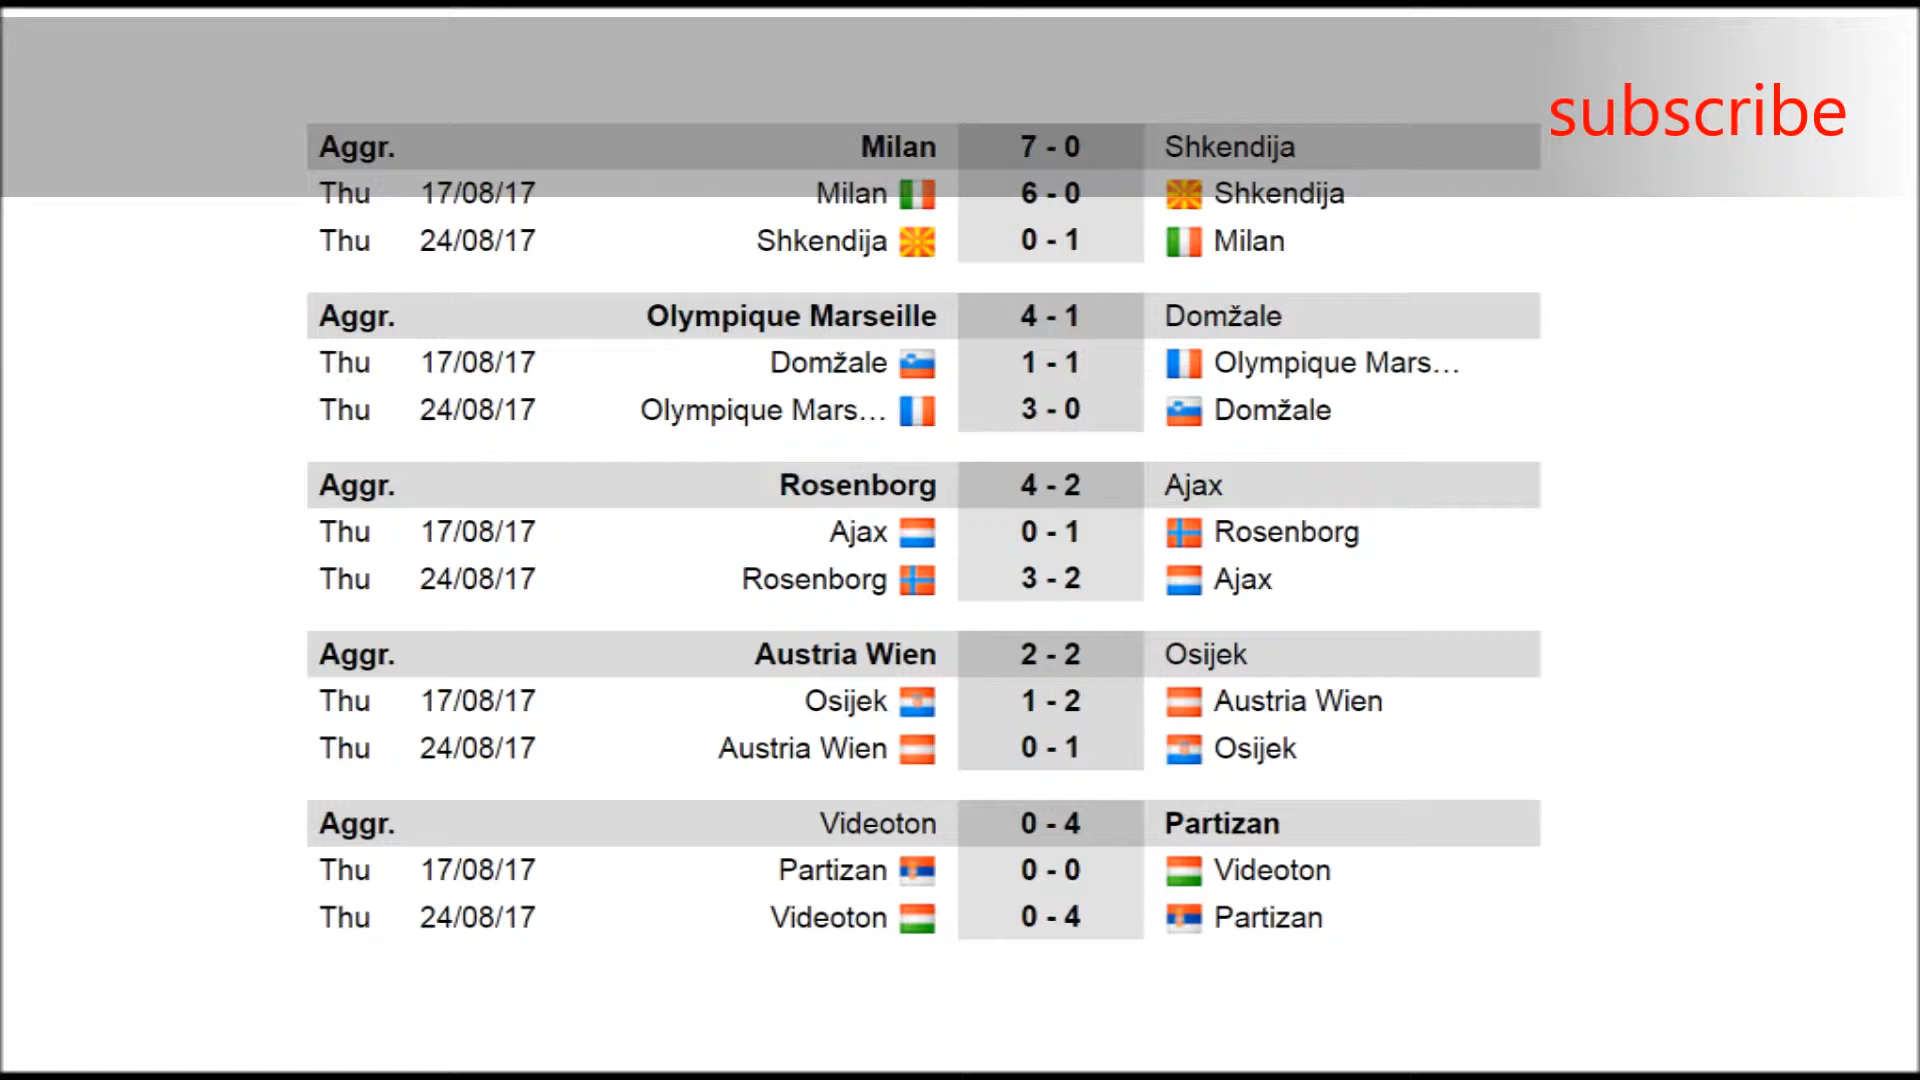 subscribe
Aggr. Milan 7 - 0 Shkendija
Thu 17/08/17 Milan 6 - 0 Shkendija
Thu 24/08/17 Shkendija 0 - 1 Milan
Aggr. Olympique Marseille 4 - 1 Domžale
Thu 17/08/17 Domžale 1 - 1 Olympique Mars...
Thu 24/08/17 Olympique Mars... 3 - 0 Domžale
Aggr. Rosenborg 4 - 2 Ajax
Thu 17/08/17 Ajax 0 - 1 Rosenborg
Thu 24/08/17 Rosenborg 3 - 2 Ajax
Aggr. Austria Wien 2 - 2 Osijek
Thu 17/08/17 Osijek 1 - 2 Austria Wien
Thu 24/08/17 Austria Wien 0 - 1 Osijek
Aggr. Videoton 0 - 4 Partizan
Thu 17/08/17 Partizan 0 - 0 Videoton
Thu 24/08/17 Videoton 0 - 4 Partizan